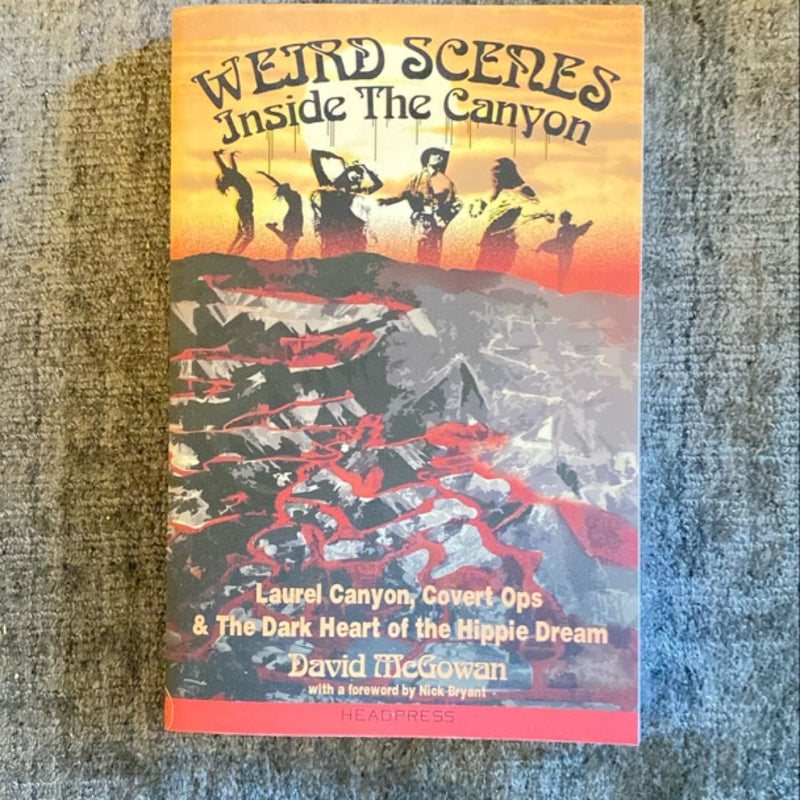 WEIRD SCENES
Inside The Canyon
Laurel Canyon, Covert Ops
& The Dark Heart of the Hippie Dream
David McGowan
with a foreword by Nick Bryant
HEADPRESS